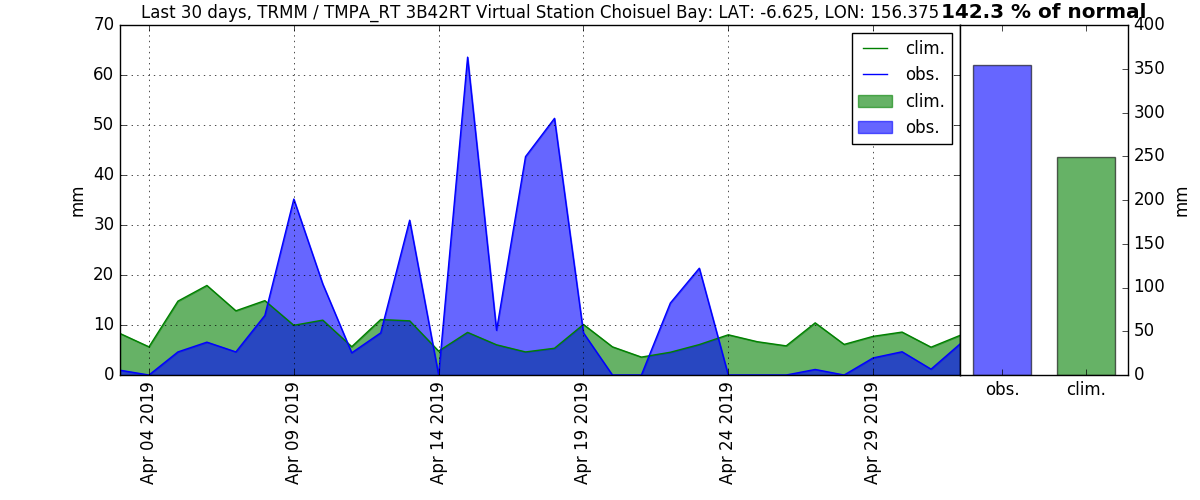 Last 30 days, TRMM / TMPA_RT 3B42RT Virtual Station Choisuel Bay: LAT: -6.625, LON: 156.375
142.3 % of normal
70
60
50
40
30
20
10
0
mm
clim.
obs.
clim.
obs.
Apr 04 2019
Apr 09 2019
Apr 14 2019
Apr 19 2019
Apr 24 2019
Apr 29 2019
400
350
300
250
200
150
100
50
0
mm
obs.
clim.